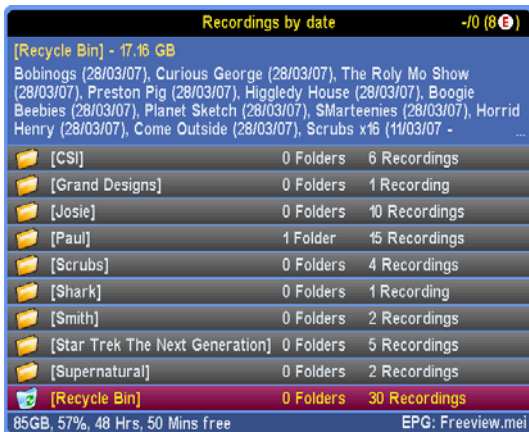 Recordings by date -/0 (8 E)
[Recycle Bin] - 17.16 GB
Bobinogs (28/03/07), Curious George (28/03/07), The Roly Mo Show
(28/03/07), Preston Pig (28/03/07), Higgledy House (28/03/07), Boogie
Beebies (28/03/07), Planet Sketch (28/03/07), SMarteenies (28/03/07), Horrid
Henry (28/03/07), Come Outside (28/03/07), Scrubs x16 (11/03/07 - ...
[CSI] 0 Folders 6 Recordings
[Grand Designs] 0 Folders 1 Recording
[Josie] 0 Folders 10 Recordings
[Paul] 1 Folder 15 Recordings
[Scrubs] 0 Folders 4 Recordings
[Shark] 0 Folders 1 Recording
[Smith] 0 Folders 2 Recordings
[Star Trek The Next Generation] 0 Folders 5 Recordings
[Supernatural] 0 Folders 2 Recordings
[Recycle Bin] 0 Folders 30 Recordings
85GB, 57%, 48 Hrs, 50 Mins free EPG: Freeview.mei